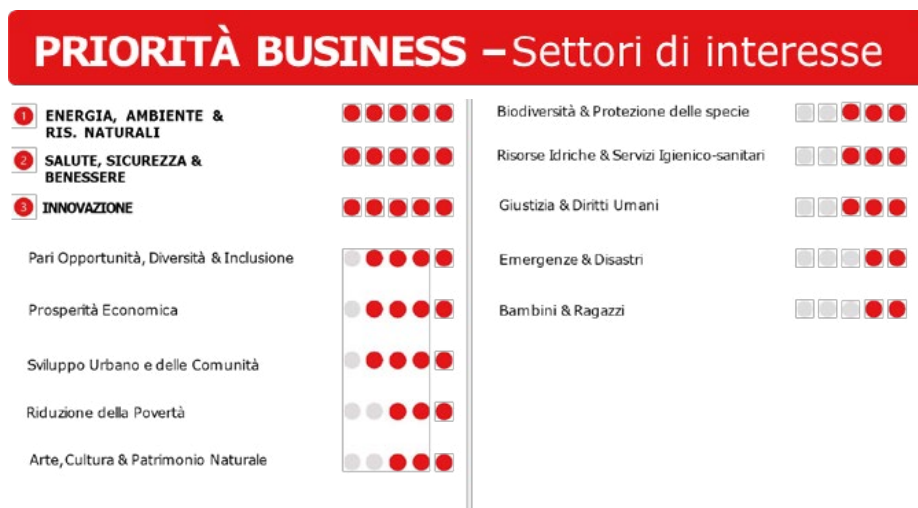 PRIORITÀ BUSINESS –Settori di interesse
1 ENERGIA, AMBIENTE &
RIS. NATURALI
2 SALUTE, SICUREZZA &
BENESSERE
3 INNOVAZIONE
Pari Opportunità, Diversità & Inclusione
Prosperità Economica
Sviluppo Urbano e delle Comunità
Riduzione della Povertà
Arte,Cultura & Patrimonio Naturale
Biodiversità & Protezione delle specie
Risorse Idriche & Servizi Igienico-sanitari
Giustizia & Diritti Umani
Emergenze & Disastri
Bambini & Ragazzi